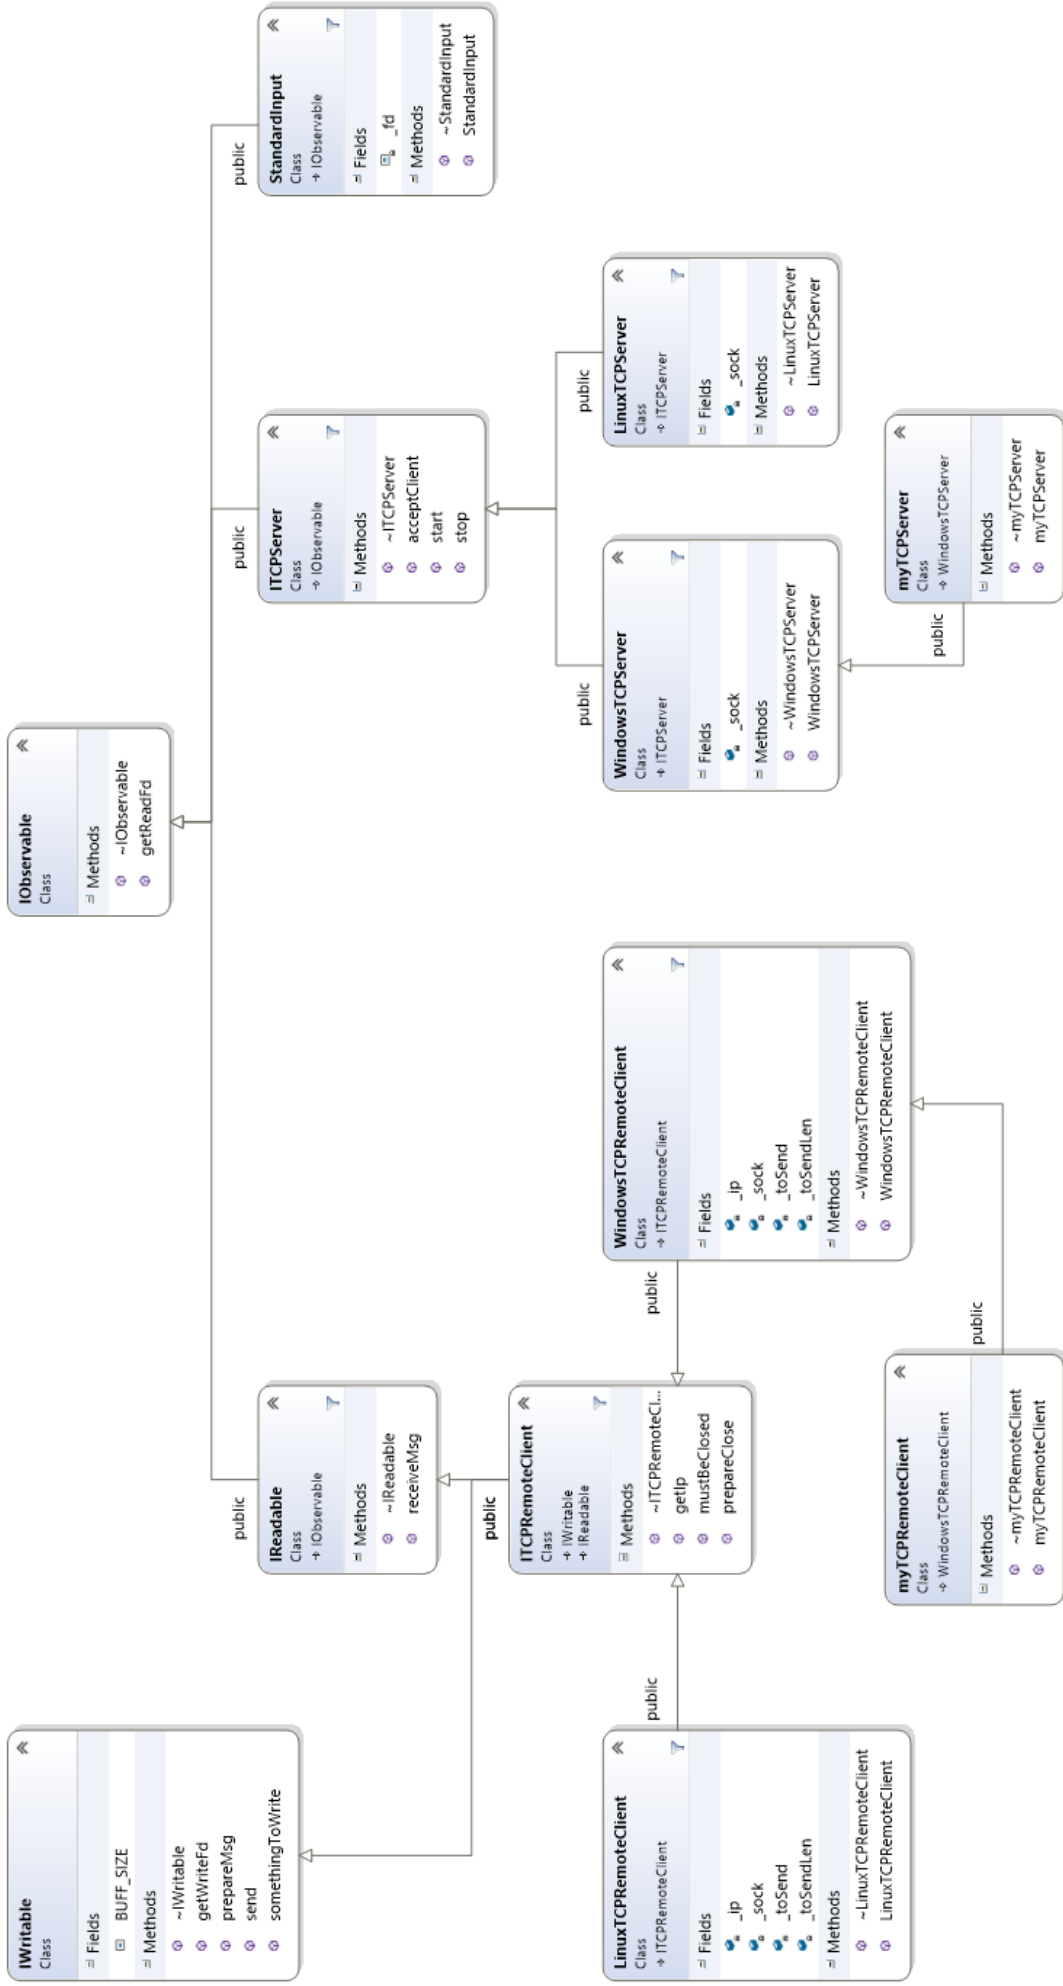 IWritable
Class
Fields
BUFF_SIZE
Methods
~IWritable
getWriteFd
prepareMsg
send
somethingToWrite
IObservable
Class
Methods
~IObservable
getReadFd
public
IReadable
Class
→ IObservable
Methods
~IReadable
receiveMsg
public
ITCPServer
Class
→ IObservable
Methods
~ITCPServer
acceptClient
start
stop
public
StandardInput
Class
→ IObservable
Fields
_fd
Methods
~StandardInput
StandardInput
public
ITCPRemoteClient
Class
→ IWritable
→ IReadable
Methods
~ITCPRemoteCl...
getIp
mustBeClosed
prepareClose
public
LinuxTCPRemoteClient
Class
→ ITCPRemoteClient
Fields
_ip
_sock
_toSend
_toSendLen
Methods
~LinuxTCPRemoteClient
LinuxTCPRemoteClient
public
WindowsTCPRemoteClient
Class
→ ITCPRemoteClient
Fields
_ip
_sock
_toSend
_toSendLen
Methods
~WindowsTCPRemoteClient
WindowsTCPRemoteClient
public
WindowsTCPServer
Class
→ ITCPServer
Fields
_sock
Methods
~WindowsTCPServer
WindowsTCPServer
public
LinuxTCPServer
Class
→ ITCPServer
Fields
_sock
Methods
~LinuxTCPServer
LinuxTCPServer
public
myTCPRemoteClient
Class
→ WindowsTCPRemoteClient
Methods
~myTCPRemoteClient
myTCPRemoteClient
public
myTCPServer
Class
→ WindowsTCPServer
Methods
~myTCPServer
myTCPServer